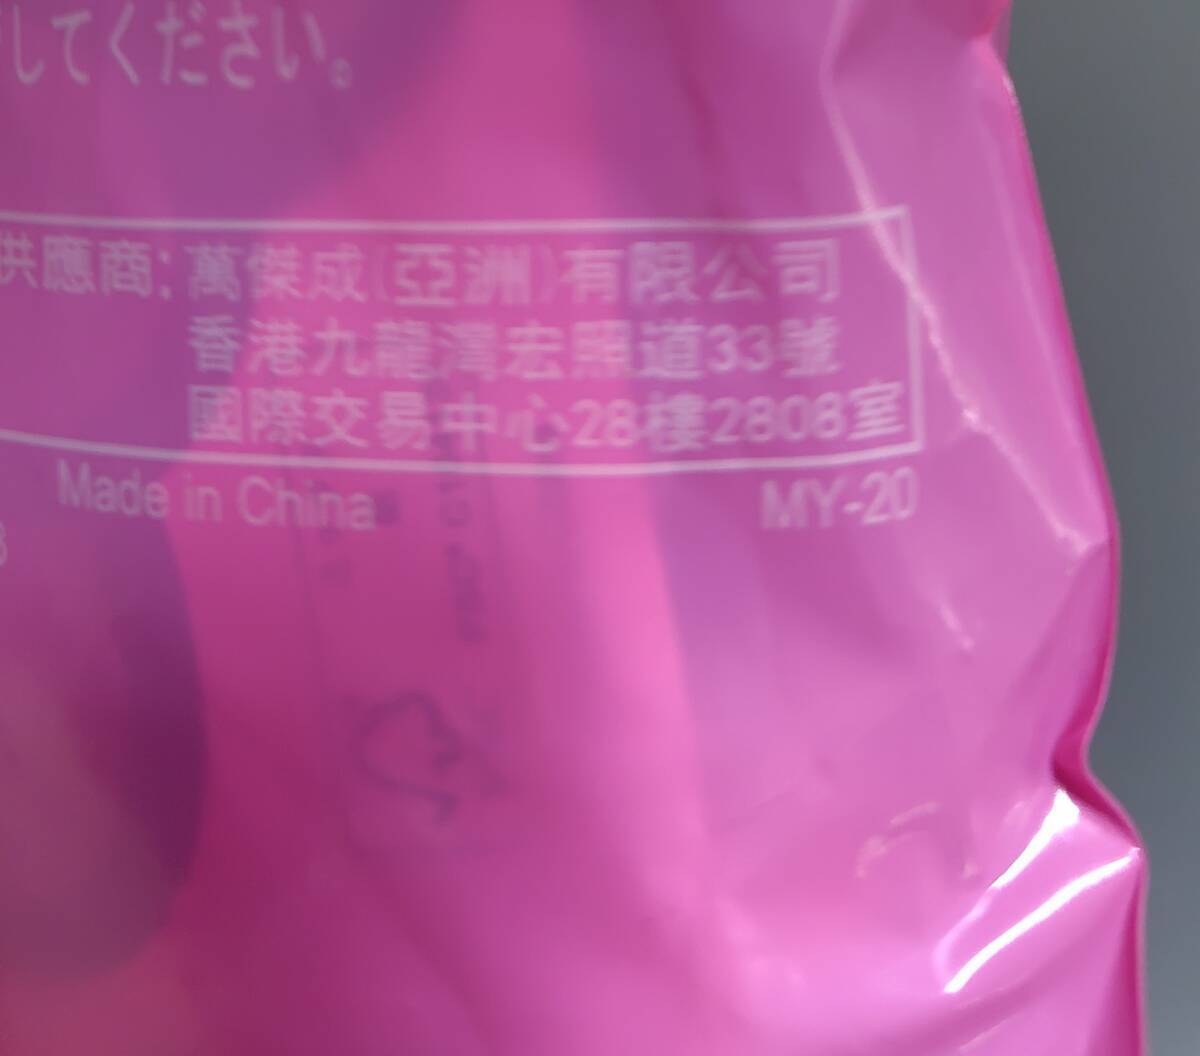 してください。
供應商: 萬傑成(亞洲)有限公司
香港九龍灣宏照道33號
國際交易中心28樓2808室
Made in China
MY-20